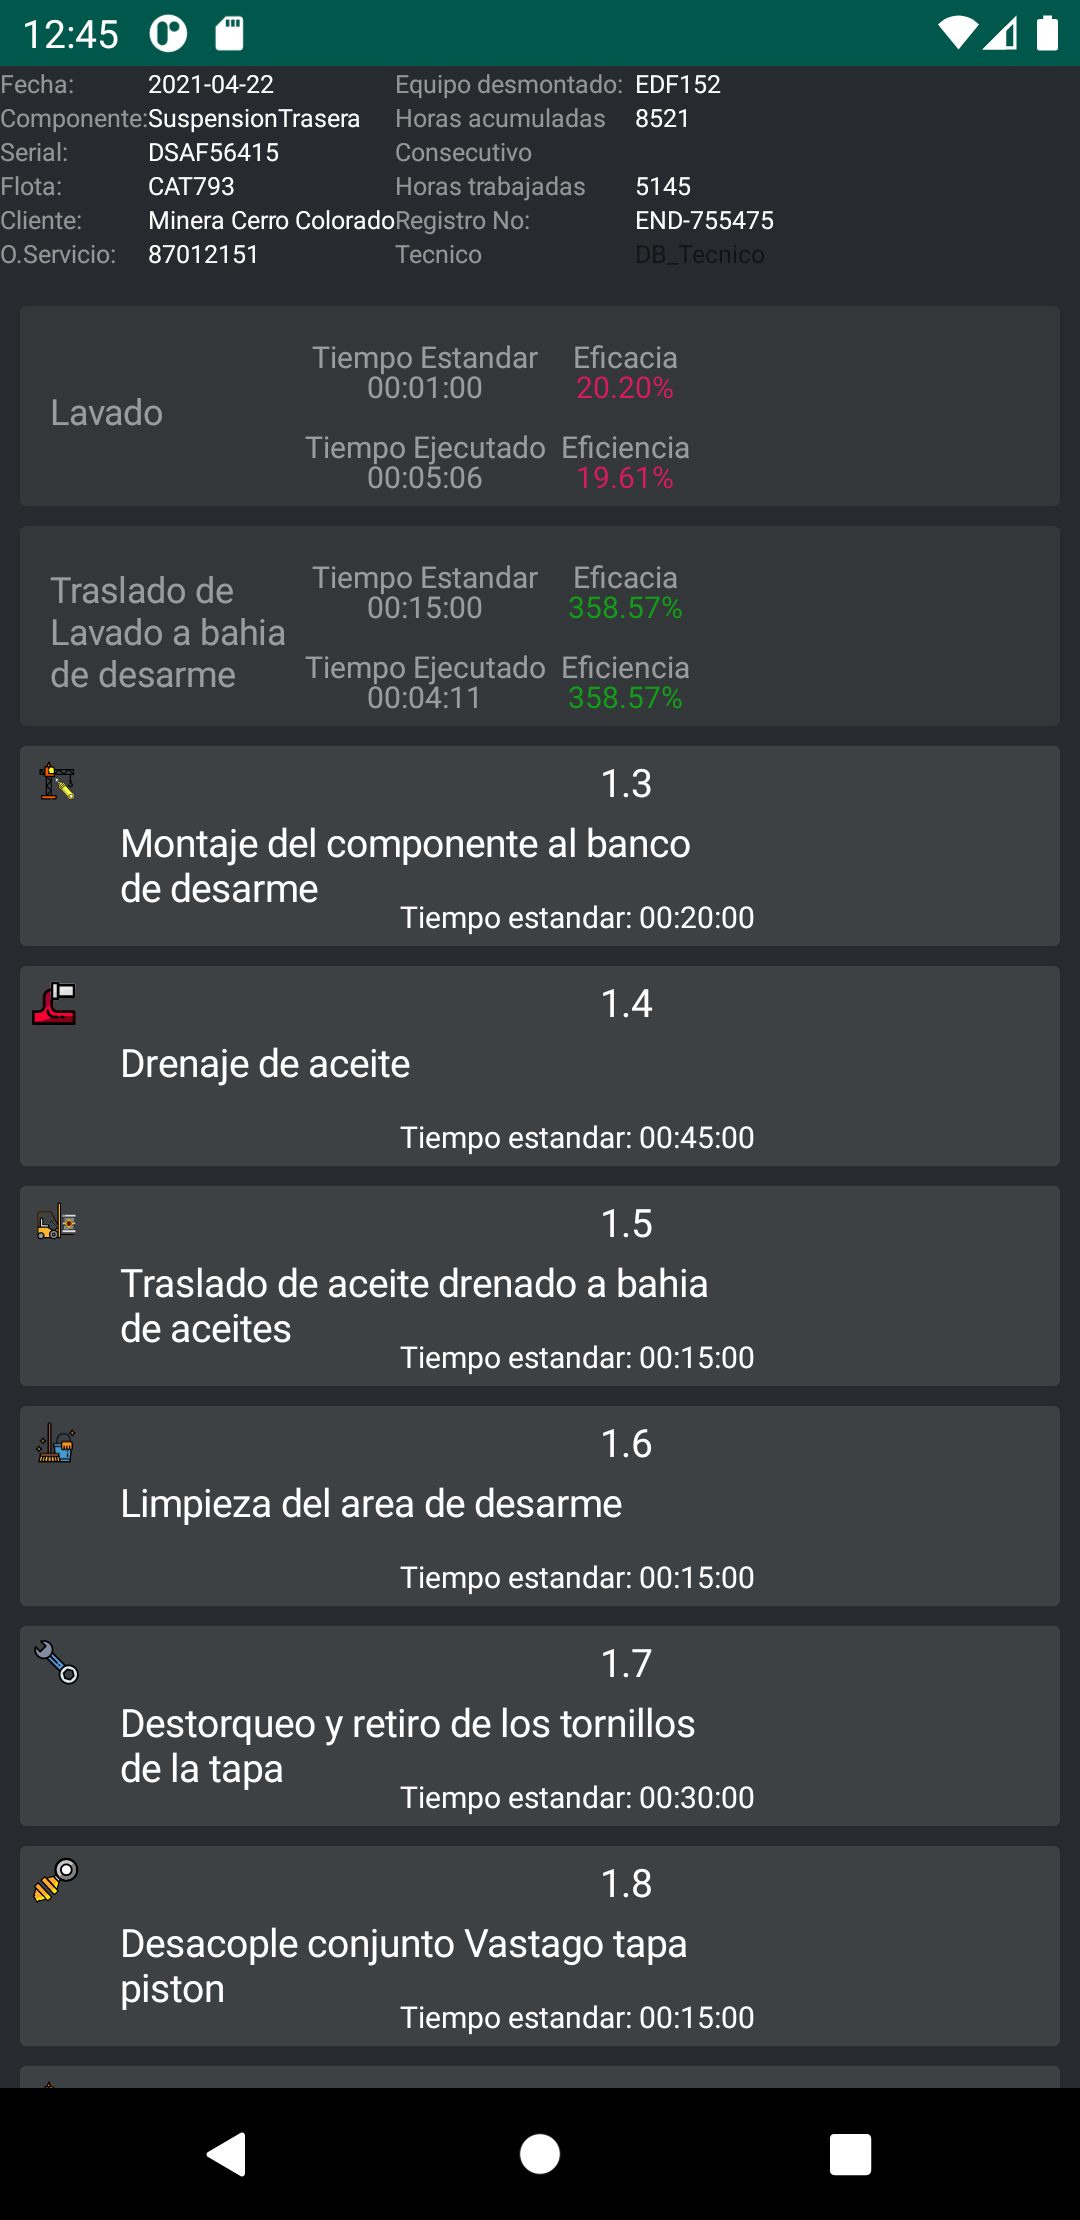 12:45
Fecha: 2021-04-22 Equipo desmontado: EDF152
Componente: SuspensionTrasera Horas acumuladas 8521
Serial: DSAF56415 Consecutivo
Flota: CAT793 Horas trabajadas 5145
Cliente: Minera Cerro Colorado Registro No: END-755475
O.Servicio: 87012151 Tecnico DB_Tecnico
Lavado
Tiempo Estandar Eficacia
00:01:00 20.20%
Tiempo Ejecutado Eficiencia
00:05:06 19.61%
Traslado de
Lavado a bahia
de desarme
Tiempo Estandar Eficacia
00:15:00 358.57%
Tiempo Ejecutado Eficiencia
00:04:11 358.57%
1.3
Montaje del componente al banco
de desarme
Tiempo estandar: 00:20:00
1.4
Drenaje de aceite
Tiempo estandar: 00:45:00
1.5
Traslado de aceite drenado a bahia
de aceites
Tiempo estandar: 00:15:00
1.6
Limpieza del area de desarme
Tiempo estandar: 00:15:00
1.7
Destorqueo y retiro de los tornillos
de la tapa
Tiempo estandar: 00:30:00
1.8
Desacople conjunto Vastago tapa
piston
Tiempo estandar: 00:15:00